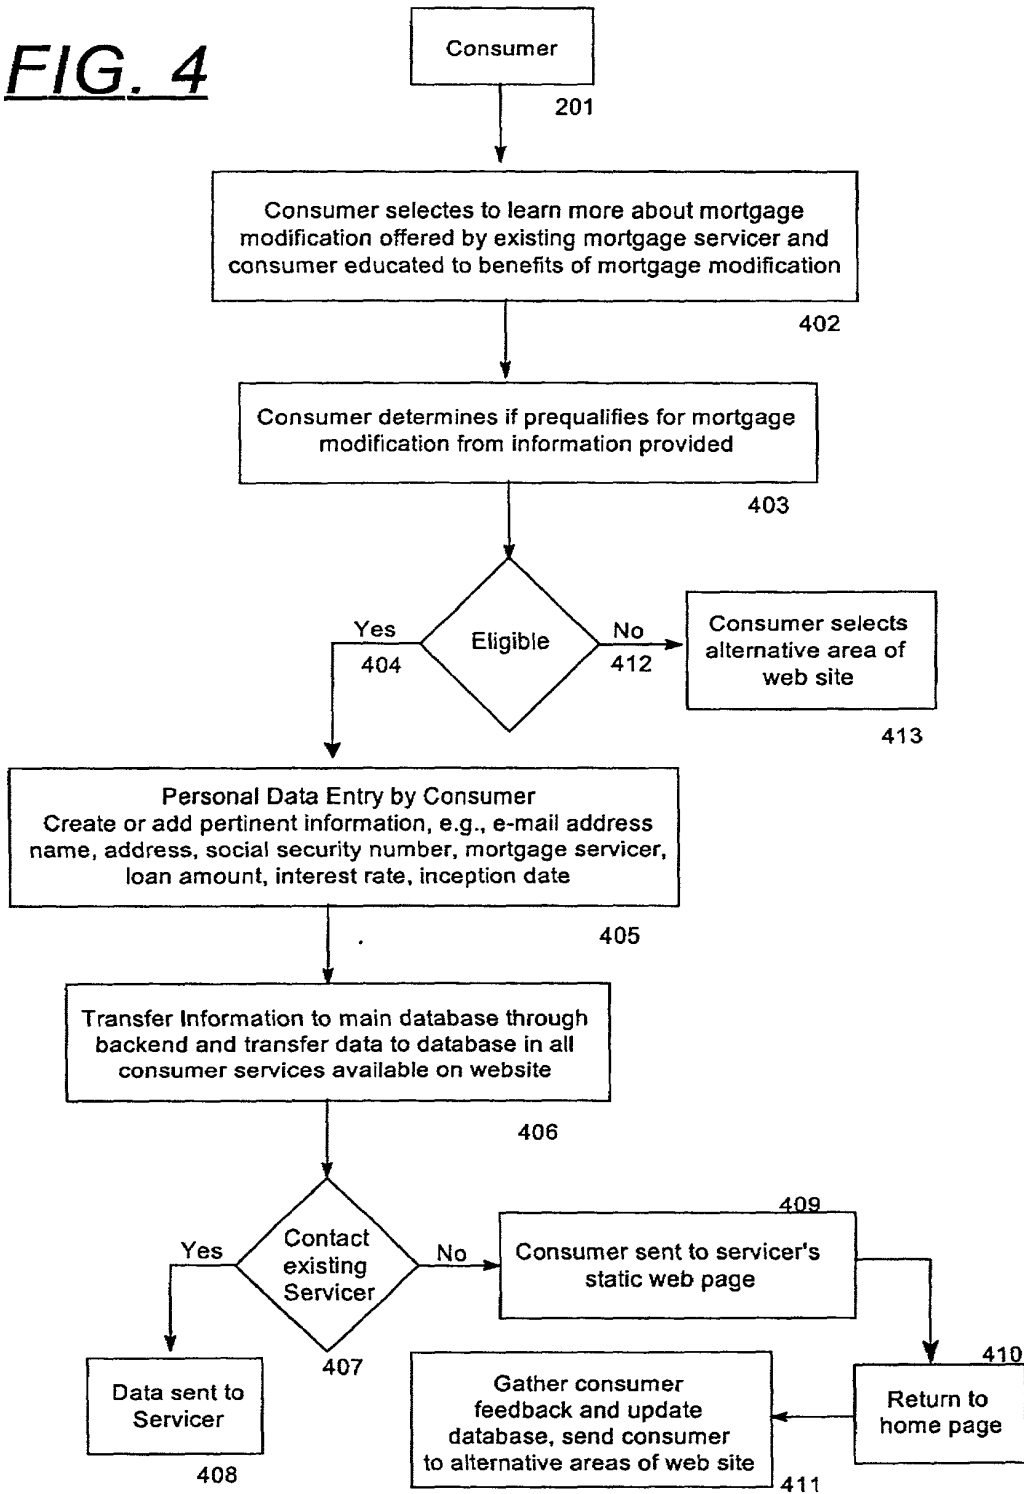 FIG. 4
Consumer
201
Consumer selectes to learn more about mortgage
modification offered by existing mortgage servicer and
consumer educated to benefits of mortgage modification
402
Consumer determines if prequalifies for mortgage
modification from information provided
403
Eligible
Yes
404
No
412
Consumer selects
alternative area of
web site
413
Personal Data Entry by Consumer
Create or add pertinent information, e.g., e-mail address
name, address, social security number, mortgage servicer,
loan amount, interest rate, inception date
405
Transfer Information to main database through
backend and transfer data to database in all
consumer services available on website
406
Contact
existing
Servicer
407
Yes
No
Data sent to
Servicer
408
409
Consumer sent to servicer's
static web page
410
Return to
home page
Gather consumer
feedback and update
database, send consumer
to alternative areas of web site
411